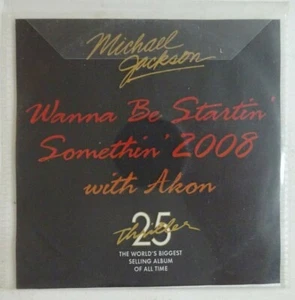 Michael
Jackson
Wanna Be Startin'
Somethin' 2008
with Akon
25
Thriller
THE WORLD'S BIGGEST
SELLING ALBUM
OF ALL TIME